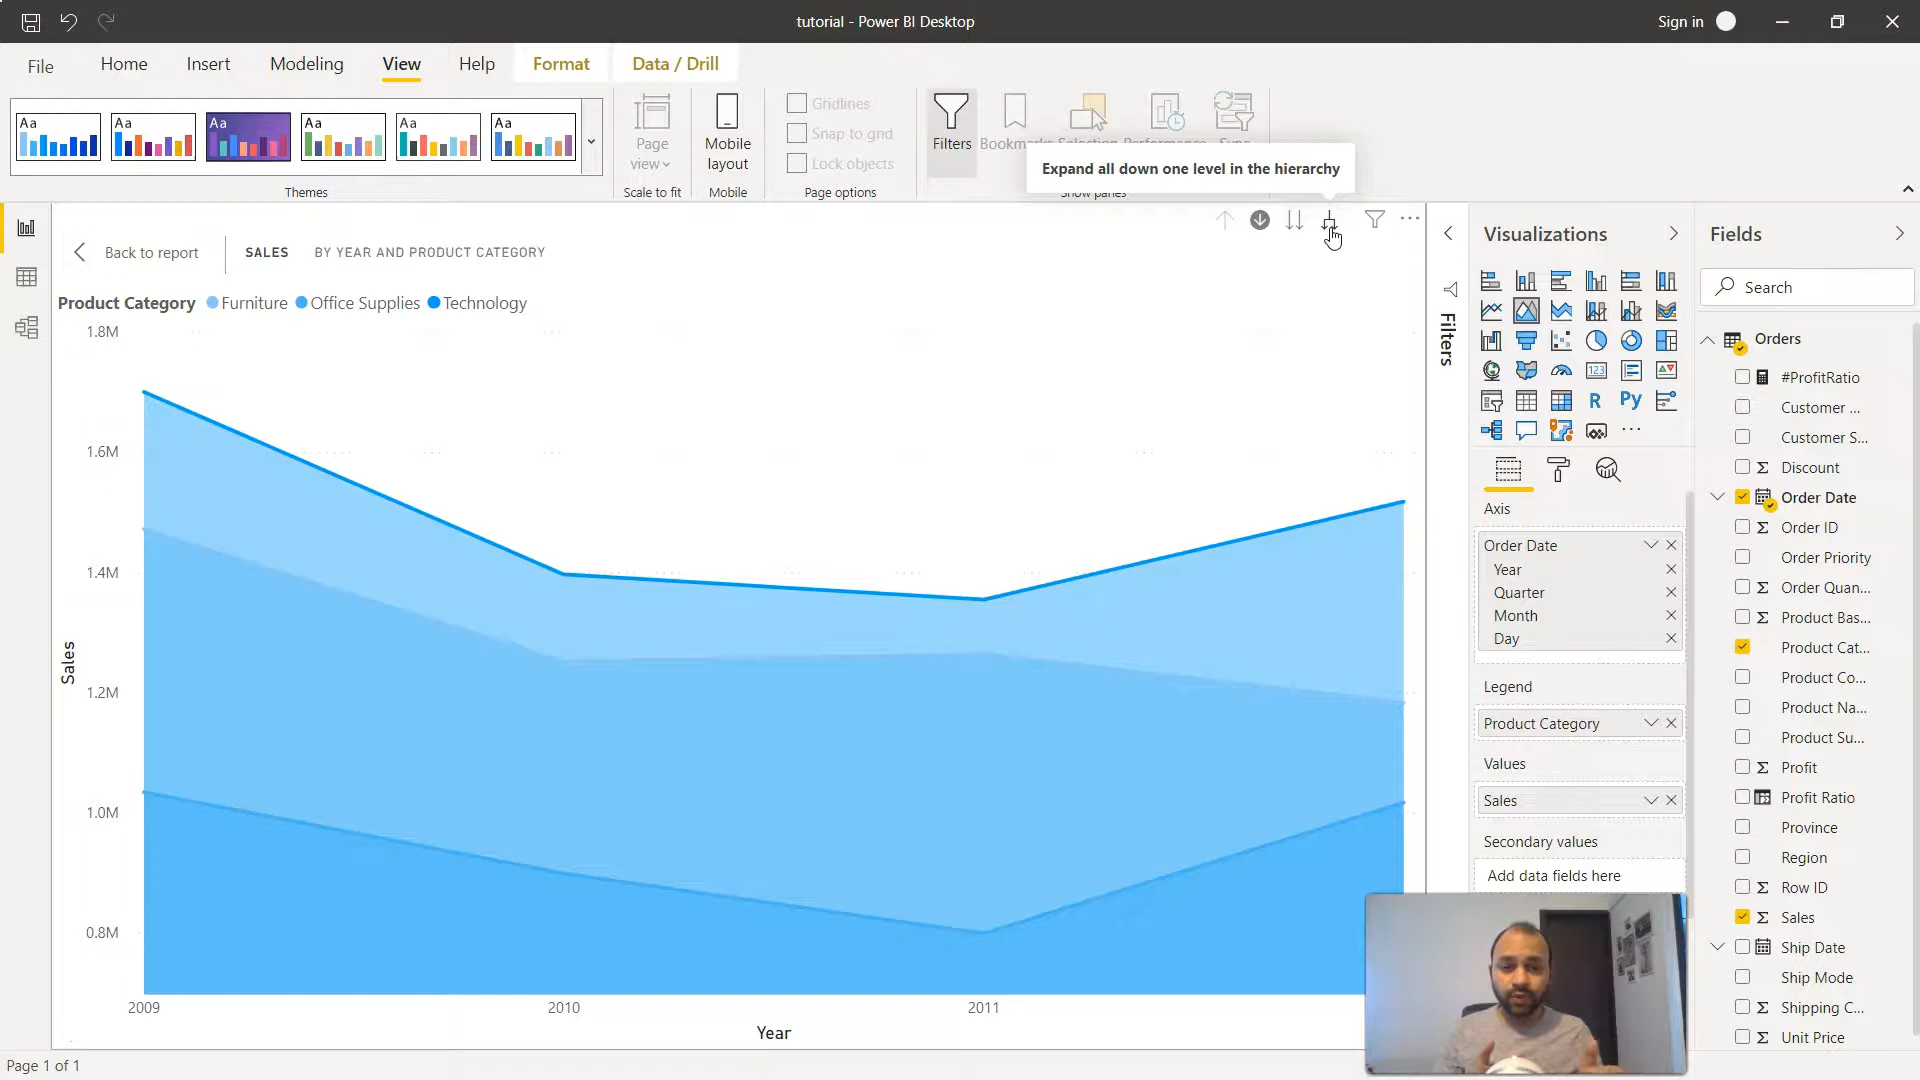 tutorial - Power BI Desktop
Sign in
File
Home
Insert
Modeling
View
Help
Format
Data / Drill
Aa
Aa
Aa
Aa
Aa
Aa
Themes
Page
view
Scale to fit
Mobile
layout
Mobile
Gridlines
Snap to grid
Lock objects
Page options
Filters
Expand all down one level in the hierarchy
Back to report
SALES
BY YEAR AND PRODUCT CATEGORY
Product Category
Furniture
Office Supplies
Technology
1.8M
1.6M
1.4M
1.2M
1.0M
0.8M
Sales
2009
2010
2011
Year
Page 1 of 1
Filters
Visualizations
123
R
Py
Axis
Order Date
Year
Quarter
Month
Day
Legend
Product Category
Values
Sales
Secondary values
Add data fields here
Fields
Search
Orders
#ProfitRatio
Customer ...
Customer S...
Discount
Order Date
Order ID
Order Priority
Order Quan...
Product Bas...
Product Cat...
Product Co...
Product Na...
Product Su...
Profit
Profit Ratio
Province
Region
Row ID
Sales
Ship Date
Ship Mode
Shipping C...
Unit Price